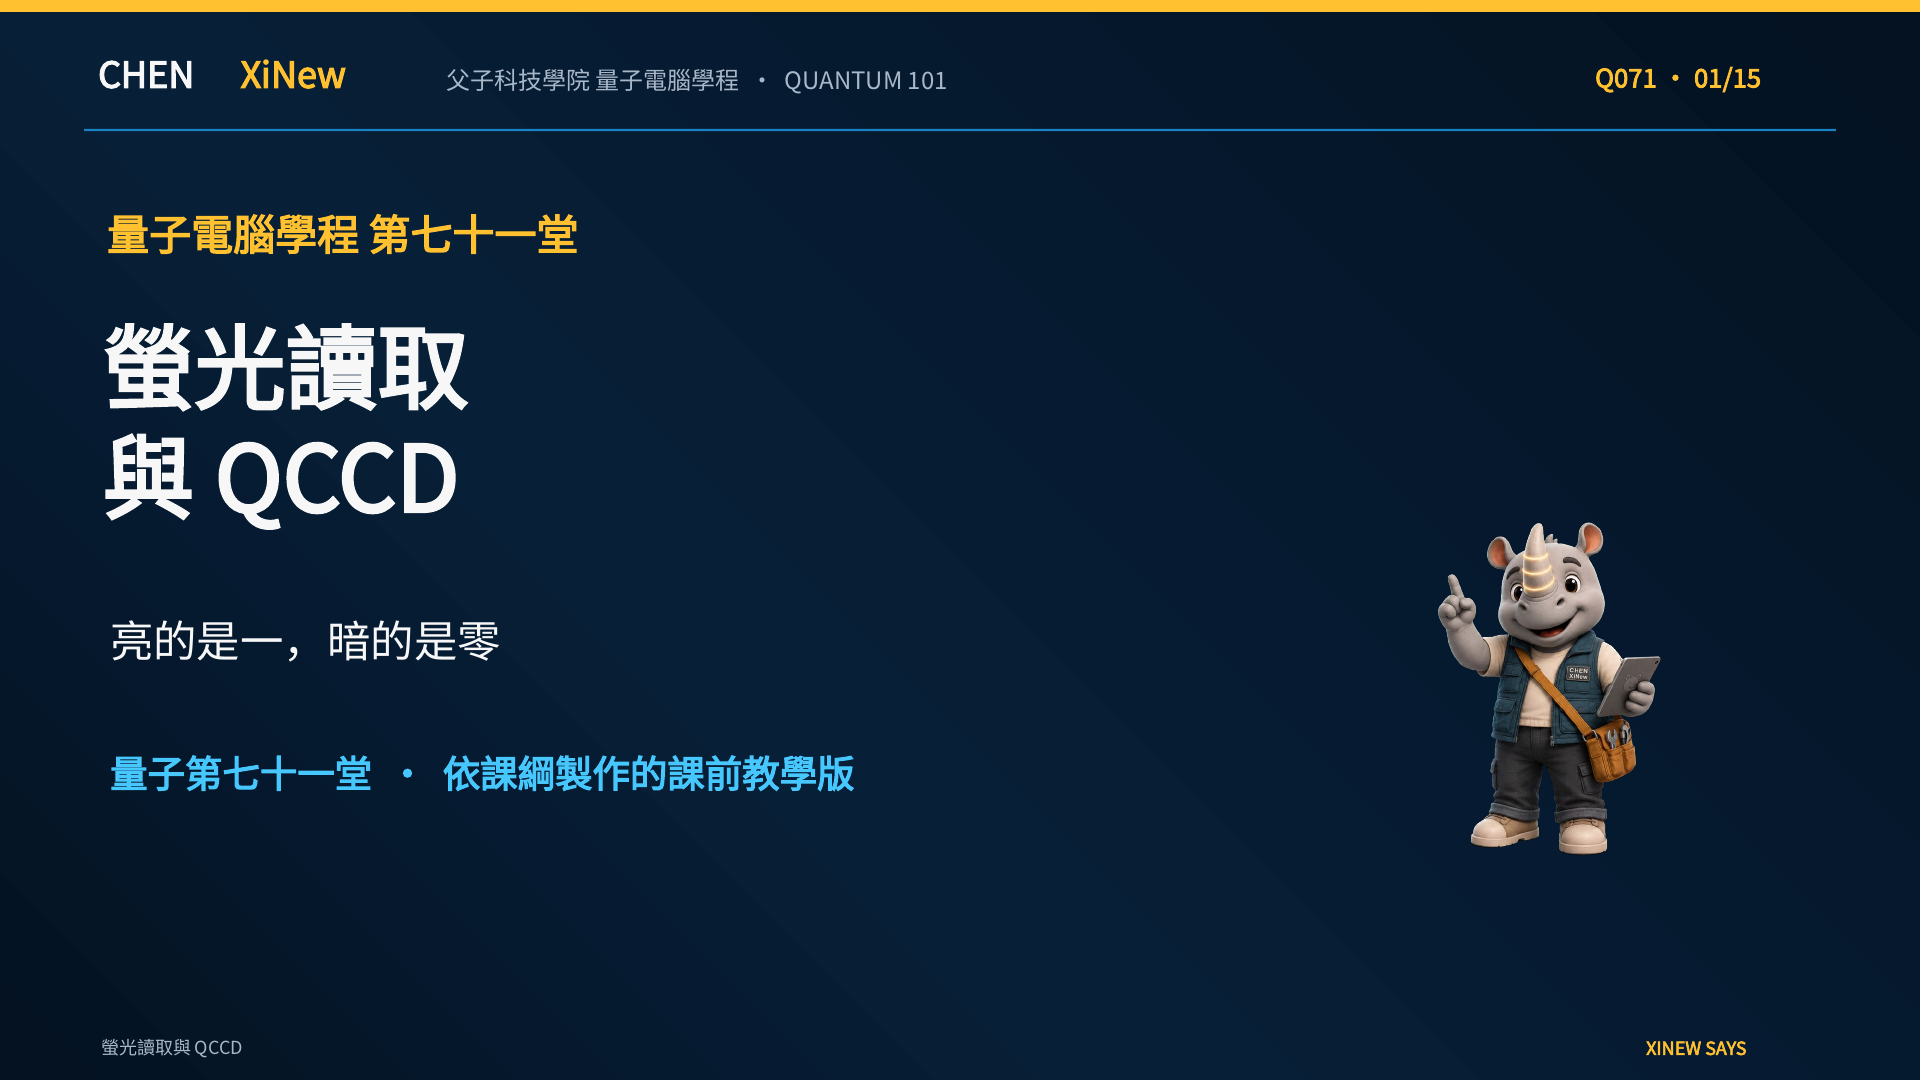 CHEN XiNew 父子科技學院 量子電腦學程 · QUANTUM 101 Q071 · 01/15
量子電腦學程 第七十一堂
螢光讀取
與 QCCD
亮的是一，暗的是零
量子第七十一堂 · 依課綱製作的課前教學版
CHEN
XiNew
螢光讀取與 QCCD XINEW SAYS